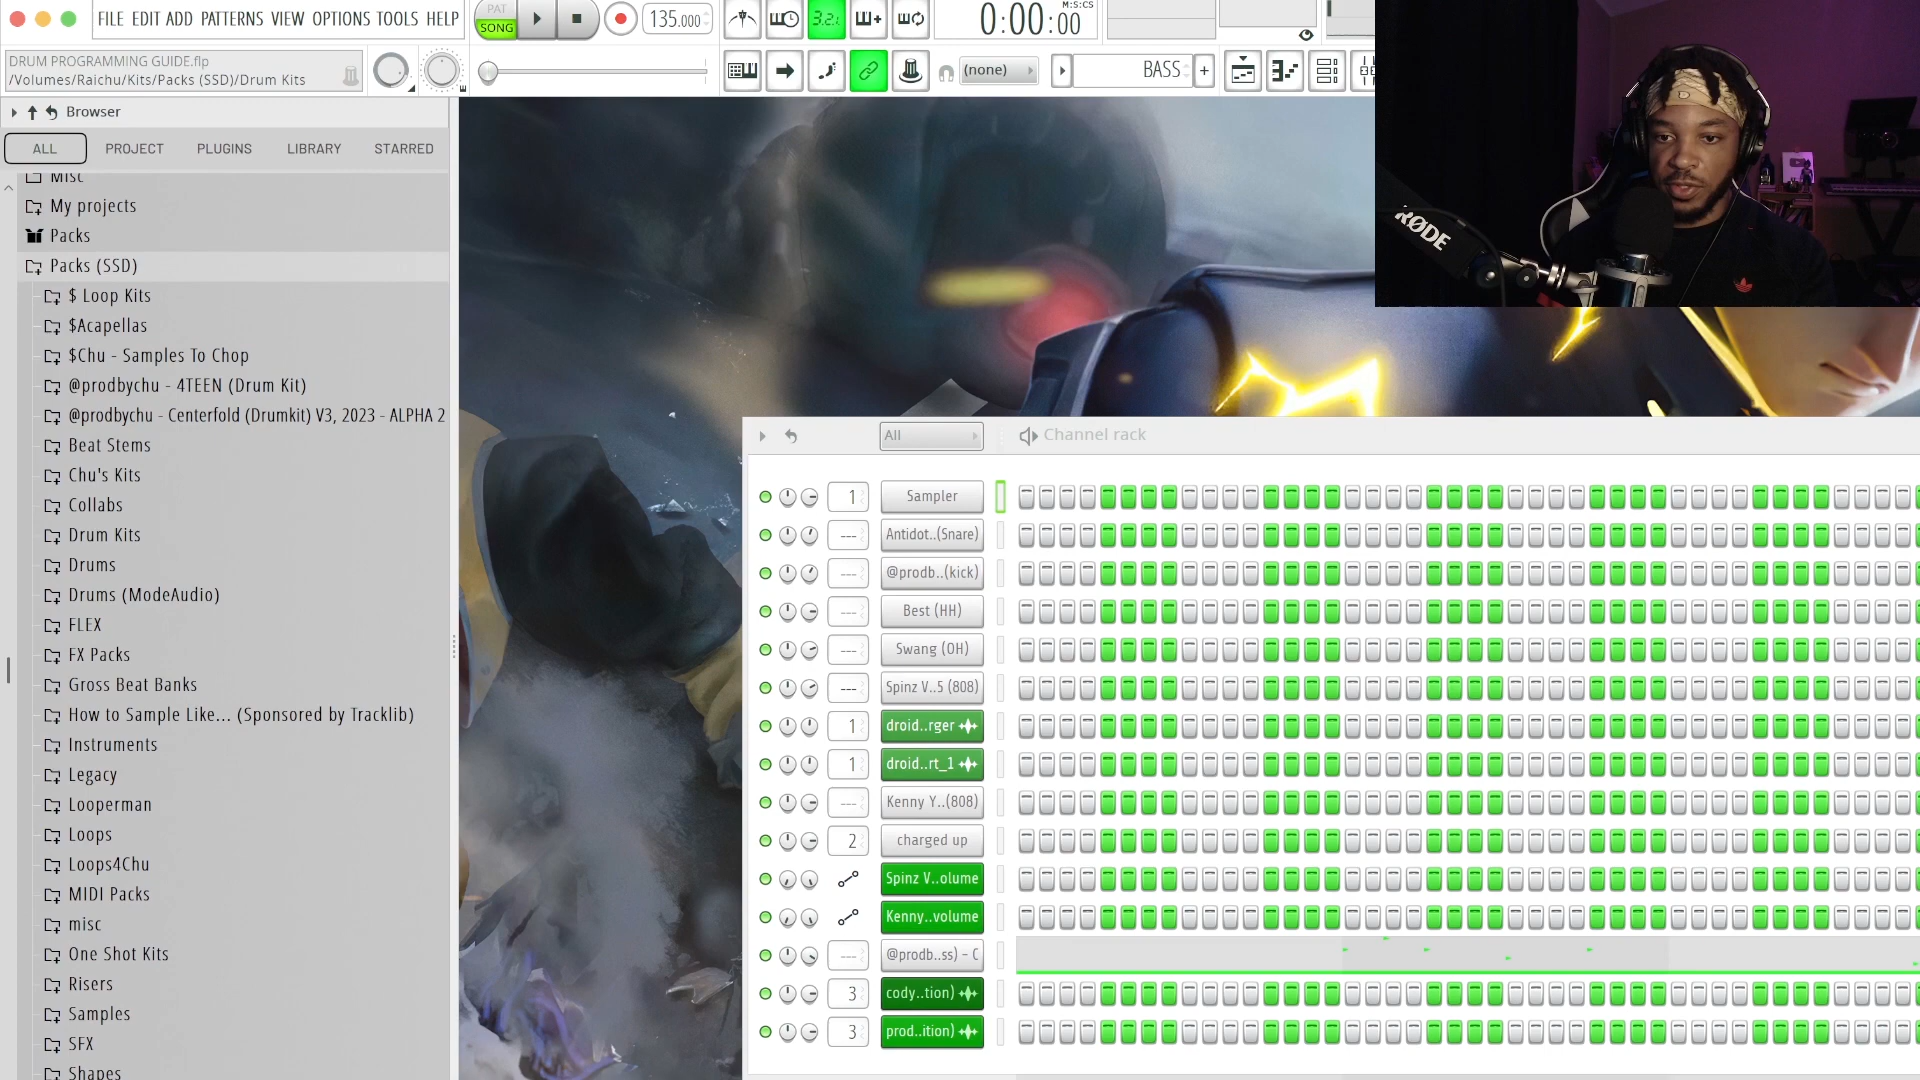 FILE EDIT ADD PATTERNS VIEW OPTIONS TOOLS HELP
PAT
SONG
135.000
3.2.
0:00:00
M:S:CS
DRUM PROGRAMMING GUIDE.flp
/Volumes/Raichu/Kits/Packs (SSD)/Drum Kits
(none)
BASS
Browser
ALL PROJECT PLUGINS LIBRARY STARRED
Misc
My projects
Packs
Packs (SSD)
$ Loop Kits
$Acapellas
$Chu - Samples To Chop
@prodbychu - 4TEEN (Drum Kit)
@prodbychu - Centerfold (Drumkit) V3, 2023 - ALPHA 2
Beat Stems
Chu's Kits
Collabs
Drum Kits
Drums
Drums (ModeAudio)
FLEX
FX Packs
Gross Beat Banks
How to Sample Like... (Sponsored by Tracklib)
Instruments
Legacy
Looperman
Loops
Loops4Chu
MIDI Packs
misc
One Shot Kits
Risers
Samples
SFX
Shapes
RØDE
All
Channel rack
1 Sampler
--- Antidot..(Snare)
--- @prodb..(kick)
--- Best (HH)
--- Swang (OH)
--- Spinz V..5 (808)
1 droid..rger
1 droid..rt_1
--- Kenny Y..(808)
2 charged up
Spinz V..olume
Kenny..volume
--- @prodb..ss) - C
3 cody..tion)
3 prod..ition)